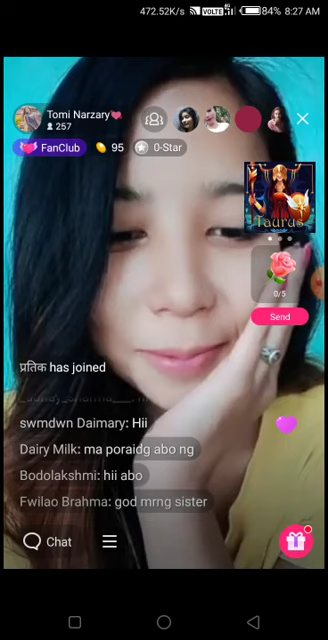 472.52K/s VOLTE 84% 8:27 AM
Tomi Narzary
257
FanClub 95 0-Star
Taurus
0/5
Send
प्रतिक has joined
swmdwn Daimary: Hii
Dairy Milk: ma poraidg abo ng
Bodolakshmi: hii abo
Fwilao Brahma: god mrng sister
Chat